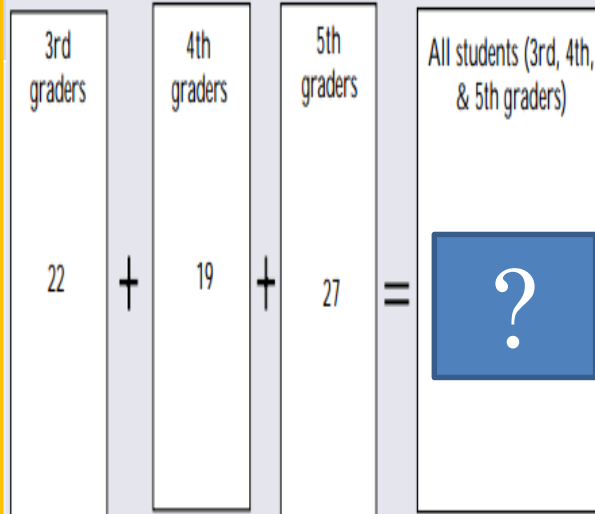 3rd
graders
4th
graders
5th
graders
All students (3rd, 4th,
& 5th graders)
22 + 19 + 27 = ?